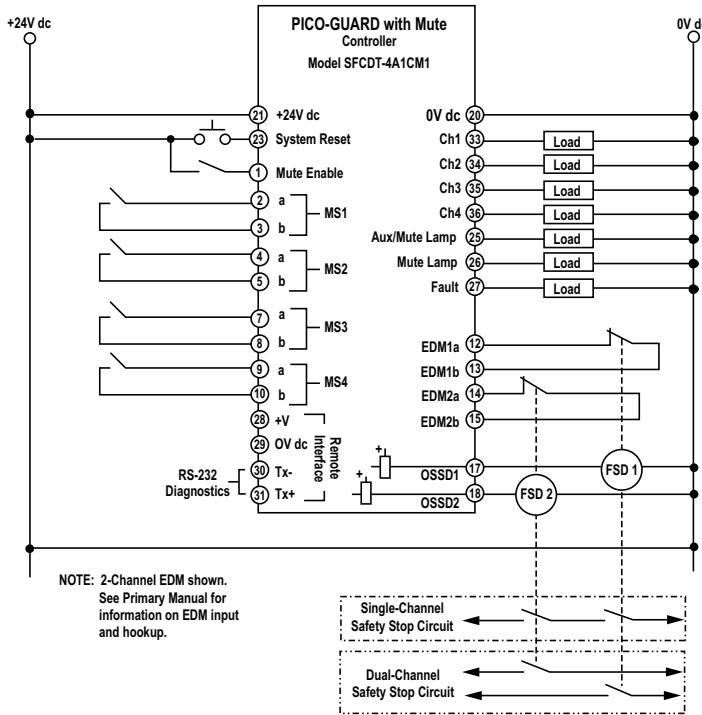 +24V dc
0V d
PICO-GUARD with Mute
Controller
Model SFCDT-4A1CM1
21 +24V dc
0V dc 20
23 System Reset
Ch1 33 Load
1 Mute Enable
Ch2 34 Load
2 a
MS1
3 b
Ch3 35 Load
Ch4 36 Load
4 a
MS2
5 b
Aux/Mute Lamp 25 Load
Mute Lamp 26 Load
Fault 27 Load
7 a
MS3
8 b
EDM1a 12
EDM1b 13
9 a
MS4
10 b
EDM2a 14
EDM2b 15
28 +V
29 OV dc
30 Tx-
31 Tx+
Remote
Interface
RS-232
Diagnostics
+
OSSD1 17
FSD 1
+
OSSD2 18
FSD 2
NOTE: 2-Channel EDM shown.
See Primary Manual for
information on EDM input
and hookup.
Single-Channel
Safety Stop Circuit
Dual-Channel
Safety Stop Circuit